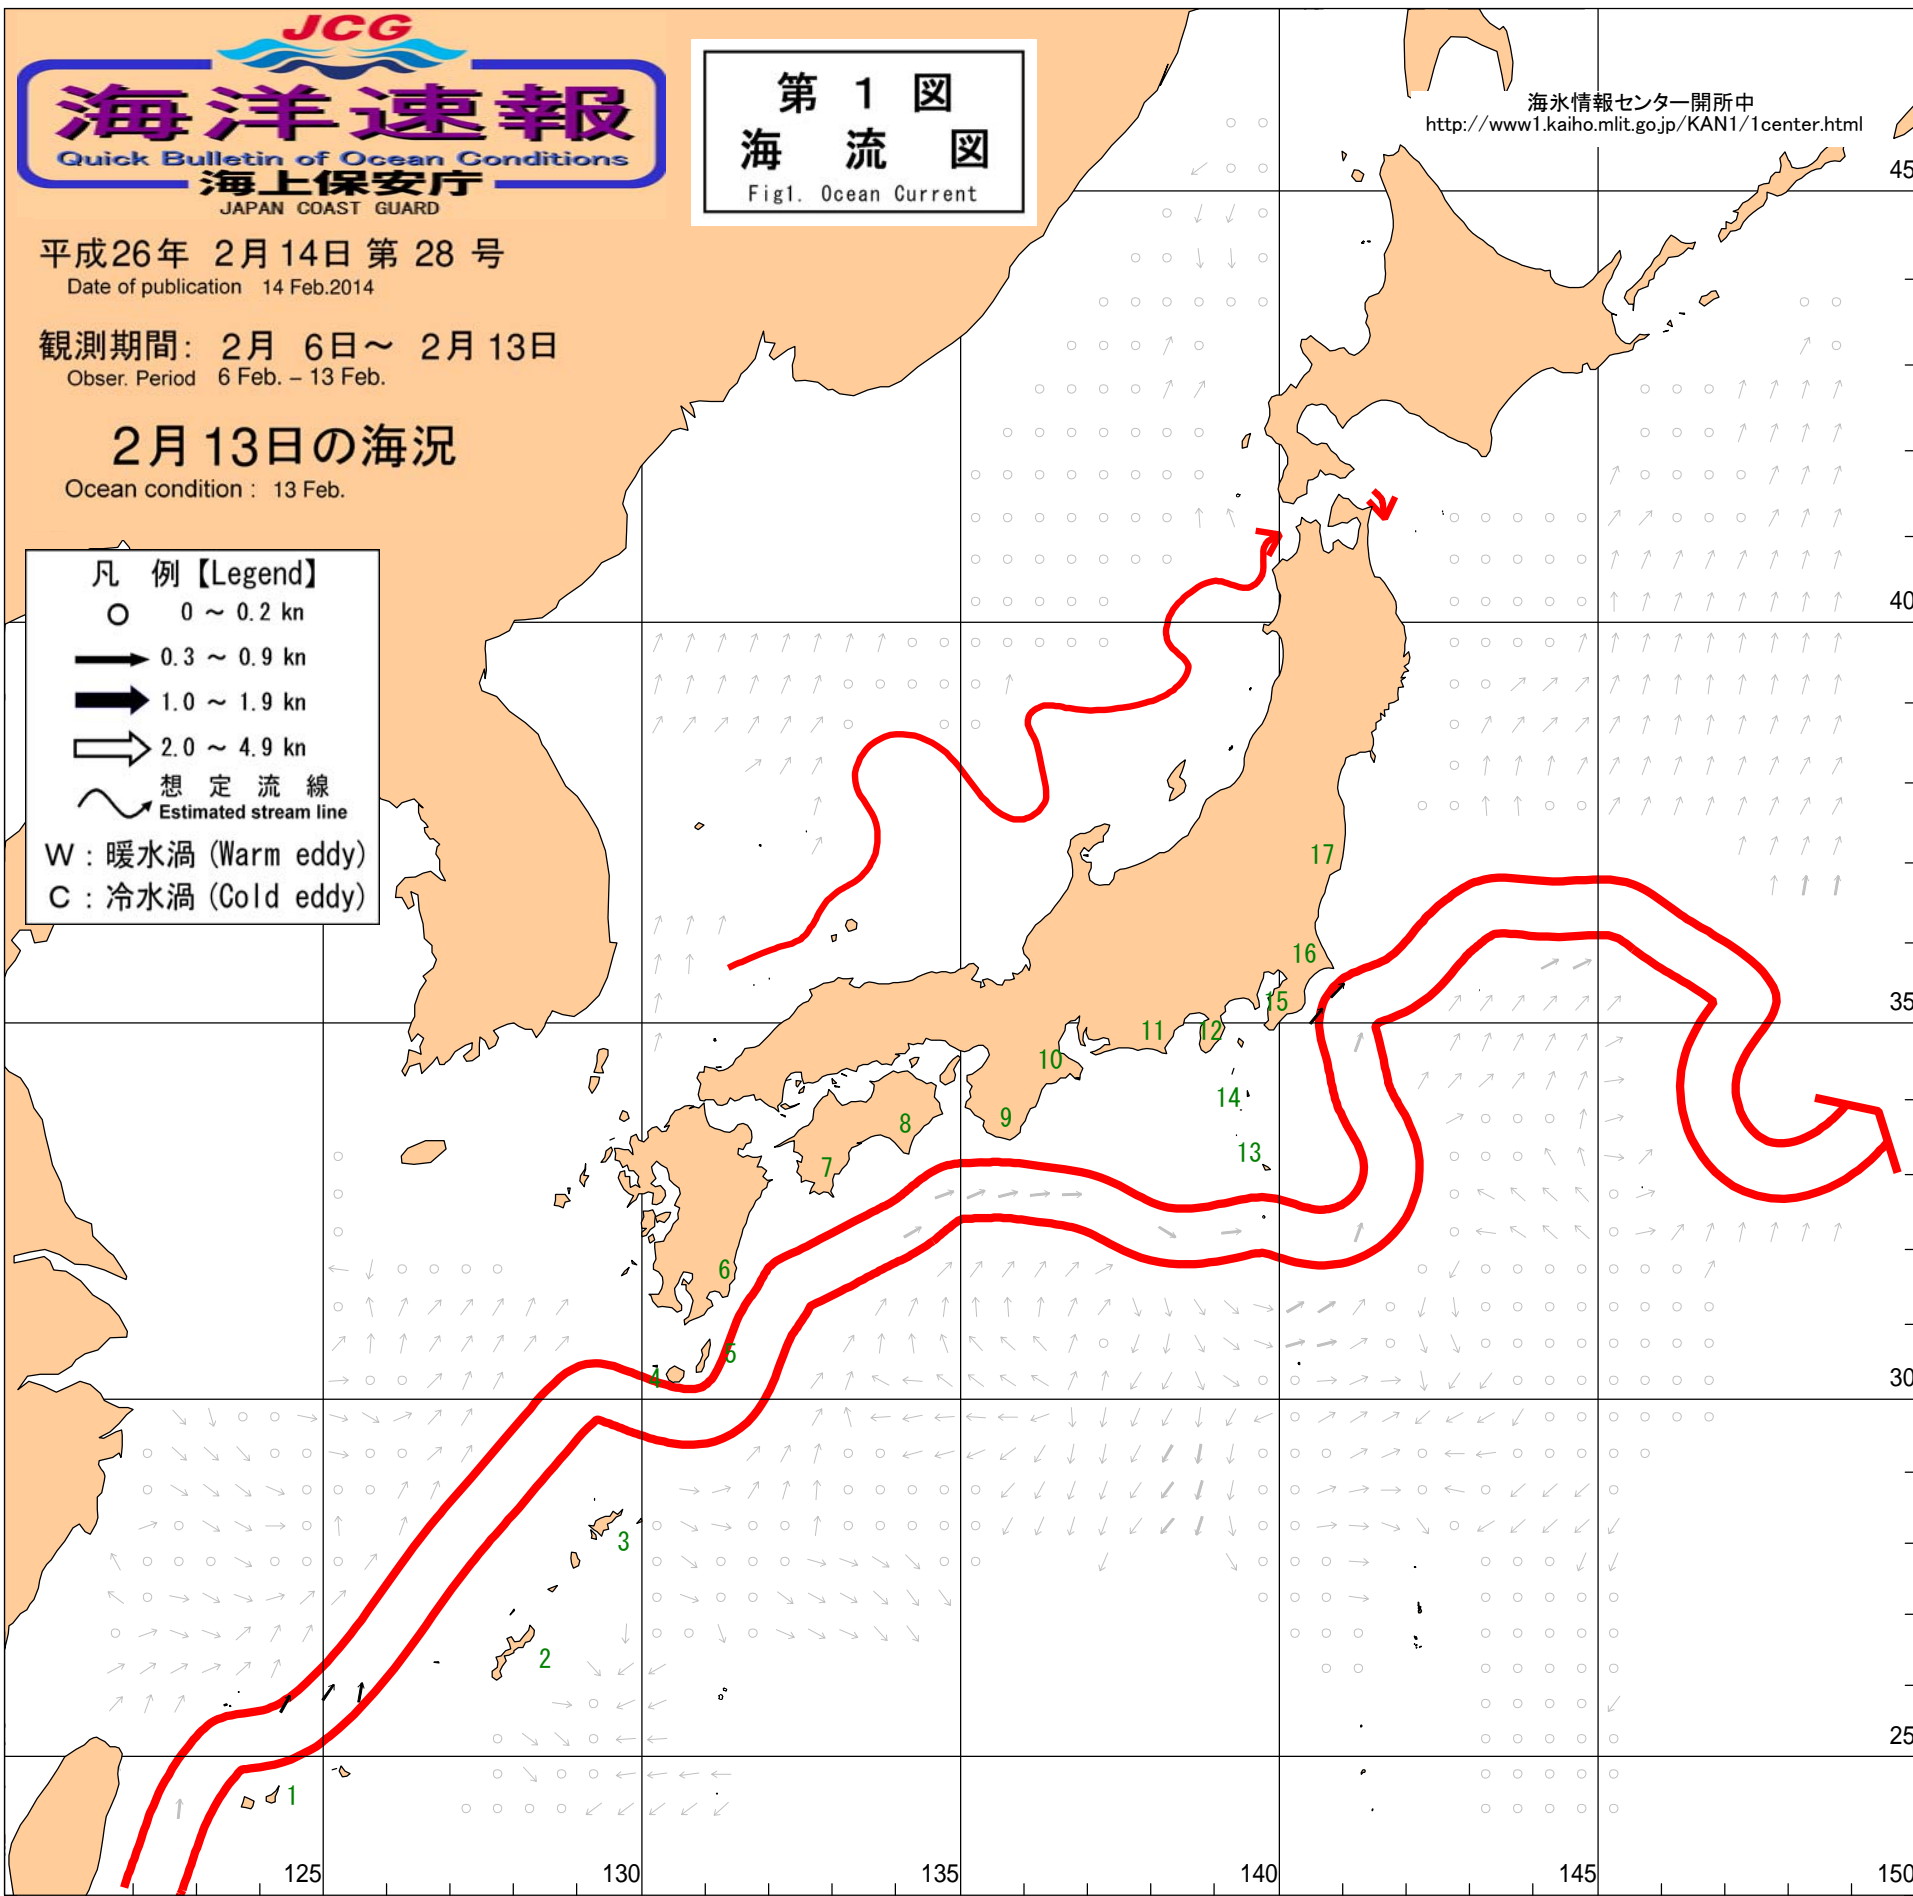 JCG
海洋速報
Quick Bulletin of Ocean Conditions
海上保安庁
JAPAN COAST GUARD
第 1 図
海 流 図
Fig1. Ocean Current
海氷情報センター開所中
http://www1.kaiho.mlit.go.jp/KAN1/1center.html
平成26年 2月14日 第 28 号
Date of publication 14 Feb.2014
観測期間: 2月 6日～ 2月13日
Obser. Period 6 Feb. – 13 Feb.
2月13日の海況
Ocean condition : 13 Feb.
凡 例【Legend】
0 ～ 0.2 kn
0.3 ～ 0.9 kn
1.0 ～ 1.9 kn
2.0 ～ 4.9 kn
想 定 流 線
Estimated stream line
W : 暖水渦 (Warm eddy)
C : 冷水渦 (Cold eddy)
45
40
35
30
25
17
16
15
12
11
10
14
9
8
13
7
6
5
4
3
2
1
125
130
135
140
145
150